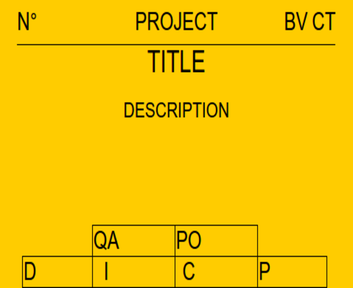 N° PROJECT BV CT
TITLE
DESCRIPTION
QA PO
D I C P